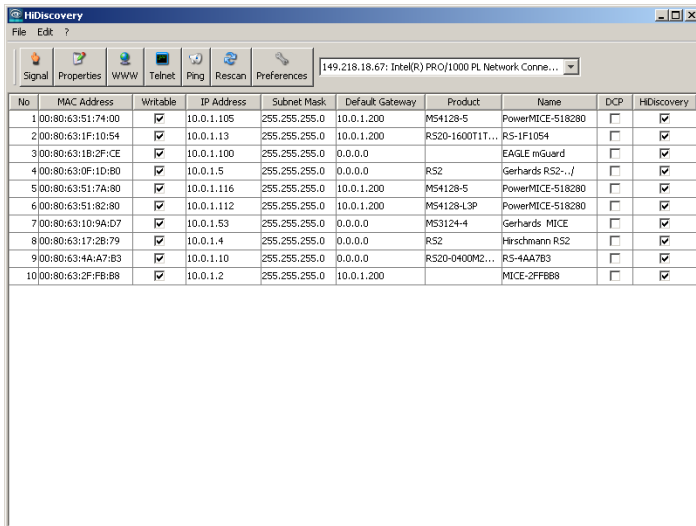 HiDiscovery
File Edit ?
Signal Properties WWW Telnet Ping Rescan Preferences 149.218.18.67: Intel(R) PRO/1000 PL Network Conne...
No MAC Address Writable IP Address Subnet Mask Default Gateway Product Name DCP HiDiscovery
1 00:80:63:51:74:00 10.0.1.105 255.255.255.0 10.0.1.200 MS4128-5 PowerMICE-518280
2 00:80:63:1F:10:54 10.0.1.13 255.255.255.0 10.0.1.200 RS20-1600T1T... RS-1F1054
3 00:80:63:1B:2F:CE 10.0.1.100 255.255.255.0 0.0.0.0 EAGLE mGuard
4 00:80:63:0F:1D:B0 10.0.1.5 255.255.255.0 0.0.0.0 RS2 Gerhards RS2-../
5 00:80:63:51:7A:80 10.0.1.116 255.255.255.0 10.0.1.200 MS4128-5 PowerMICE-518280
6 00:80:63:51:82:80 10.0.1.112 255.255.255.0 10.0.1.200 MS4128-L3P PowerMICE-518280
7 00:80:63:10:9A:D7 10.0.1.53 255.255.255.0 0.0.0.0 MS3124-4 Gerhards MICE
8 00:80:63:17:2B:79 10.0.1.4 255.255.255.0 0.0.0.0 RS2 Hirschmann RS2
9 00:80:63:4A:A7:B3 10.0.1.10 255.255.255.0 0.0.0.0 RS20-0400M2... RS-4AA7B3
10 00:80:63:2F:FB:B8 10.0.1.2 255.255.255.0 10.0.1.200 MICE-2FFBB8